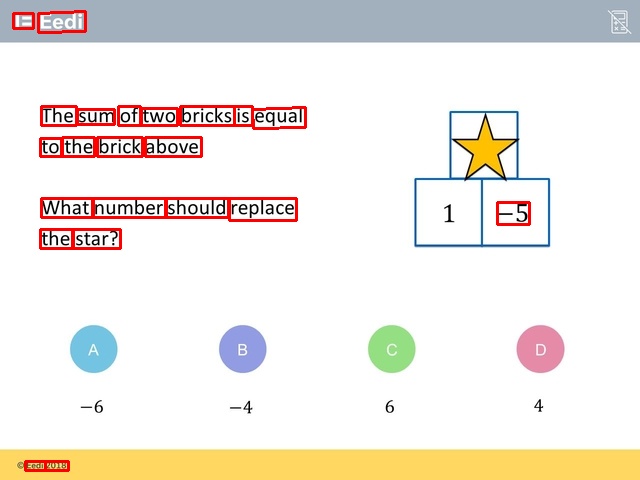 Eedi
The sum of two bricks is equal
to the brick above
What number should replace
the star?
1 −5
A B C D
−6 −4 6 4
© Eedi 2018